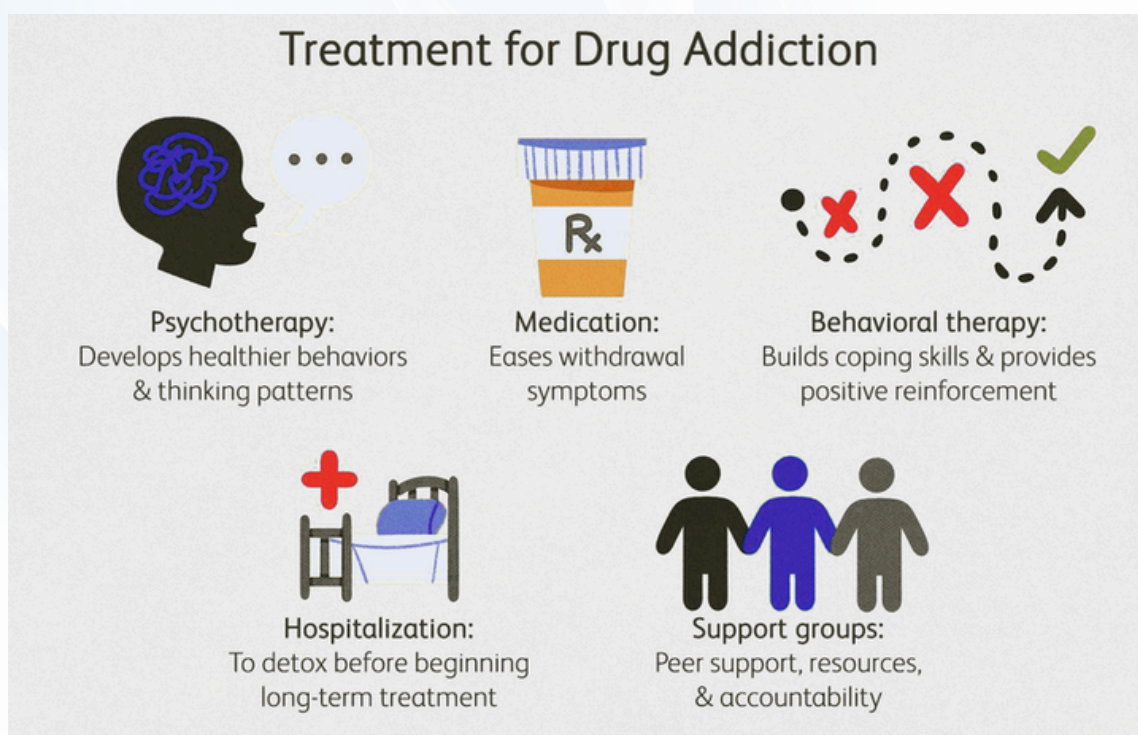 Treatment for Drug Addiction
Rx
Psychotherapy:
Develops healthier behaviors
& thinking patterns
Medication:
Eases withdrawal
symptoms
Behavioral therapy:
Builds coping skills & provides
positive reinforcement
Hospitalization:
To detox before beginning
long-term treatment
Support groups:
Peer support, resources,
& accountability